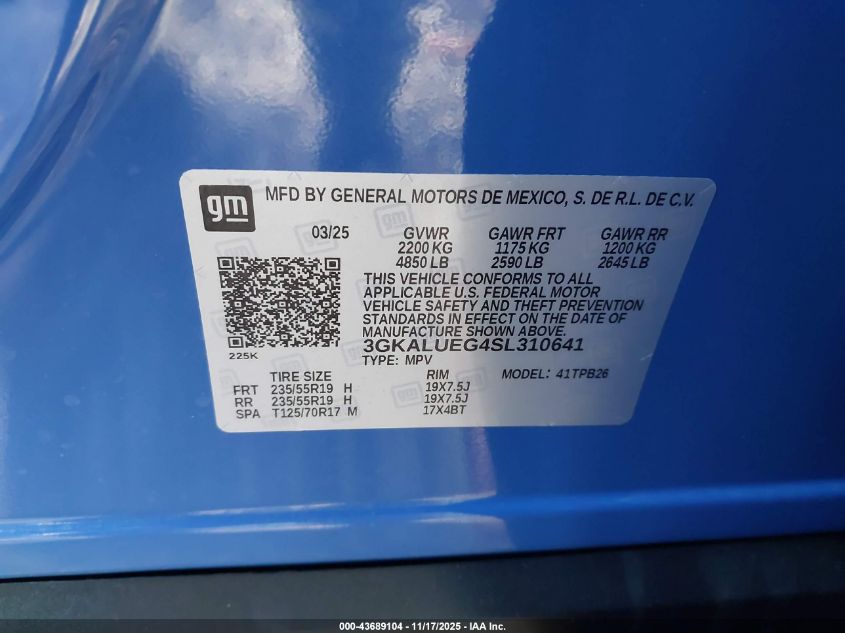 gm
MFD BY GENERAL MOTORS DE MEXICO, S. DE R.L. DE C.V.
03/25 GVWR GAWR FRT GAWR RR
2200 KG 1175 KG 1200 KG
4850 LB 2590 LB 2645 LB
THIS VEHICLE CONFORMS TO ALL
APPLICABLE U.S. FEDERAL MOTOR
VEHICLE SAFETY AND THEFT PREVENTION
STANDARDS IN EFFECT ON THE DATE OF
MANUFACTURE SHOWN ABOVE.
225K
3GKALUEG4SL310641
TYPE: MPV
TIRE SIZE RIM MODEL: 41TPB26
FRT 235/55R19 H 19X7.5J
RR 235/55R19 H 19X7.5J
SPA T125/70R17 M 17X4BT
000-43689104 - 11/17/2025 - IAA Inc.